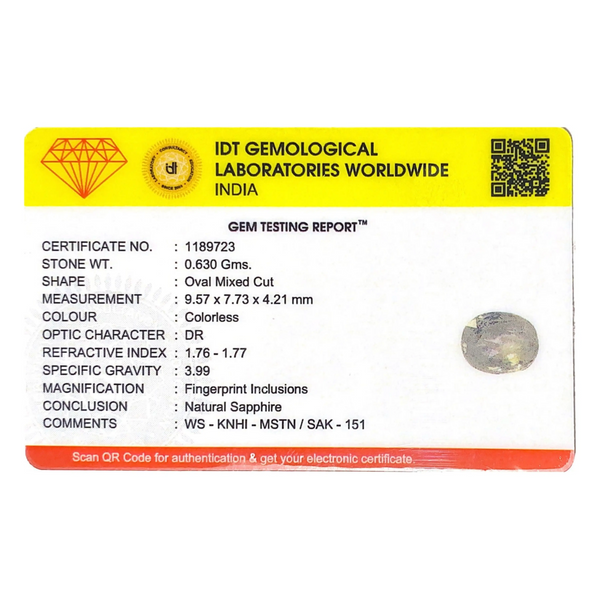 IDT GEMOLOGICAL
LABORATORIES WORLDWIDE
INDIA
idt
GEM TESTING REPORT™
CERTIFICATE NO. : 1189723
STONE WT. : 0.630 Gms.
SHAPE : Oval Mixed Cut
MEASUREMENT : 9.57 x 7.73 x 4.21 mm
COLOUR : Colorless
OPTIC CHARACTER : DR
REFRACTIVE INDEX : 1.76 - 1.77
SPECIFIC GRAVITY : 3.99
MAGNIFICATION : Fingerprint Inclusions
CONCLUSION : Natural Sapphire
COMMENTS : WS - KNHI - MSTN / SAK - 151
Scan QR Code for authentication & get your electronic certificate.